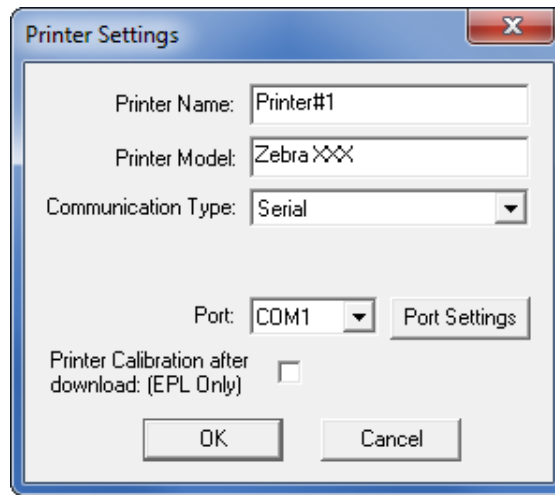 Printer Settings
Printer Name: Printer#1
Printer Model: Zebra XXX
Communication Type: Serial
Port: COM1 Port Settings
Printer Calibration after
download: (EPL Only)
OK Cancel